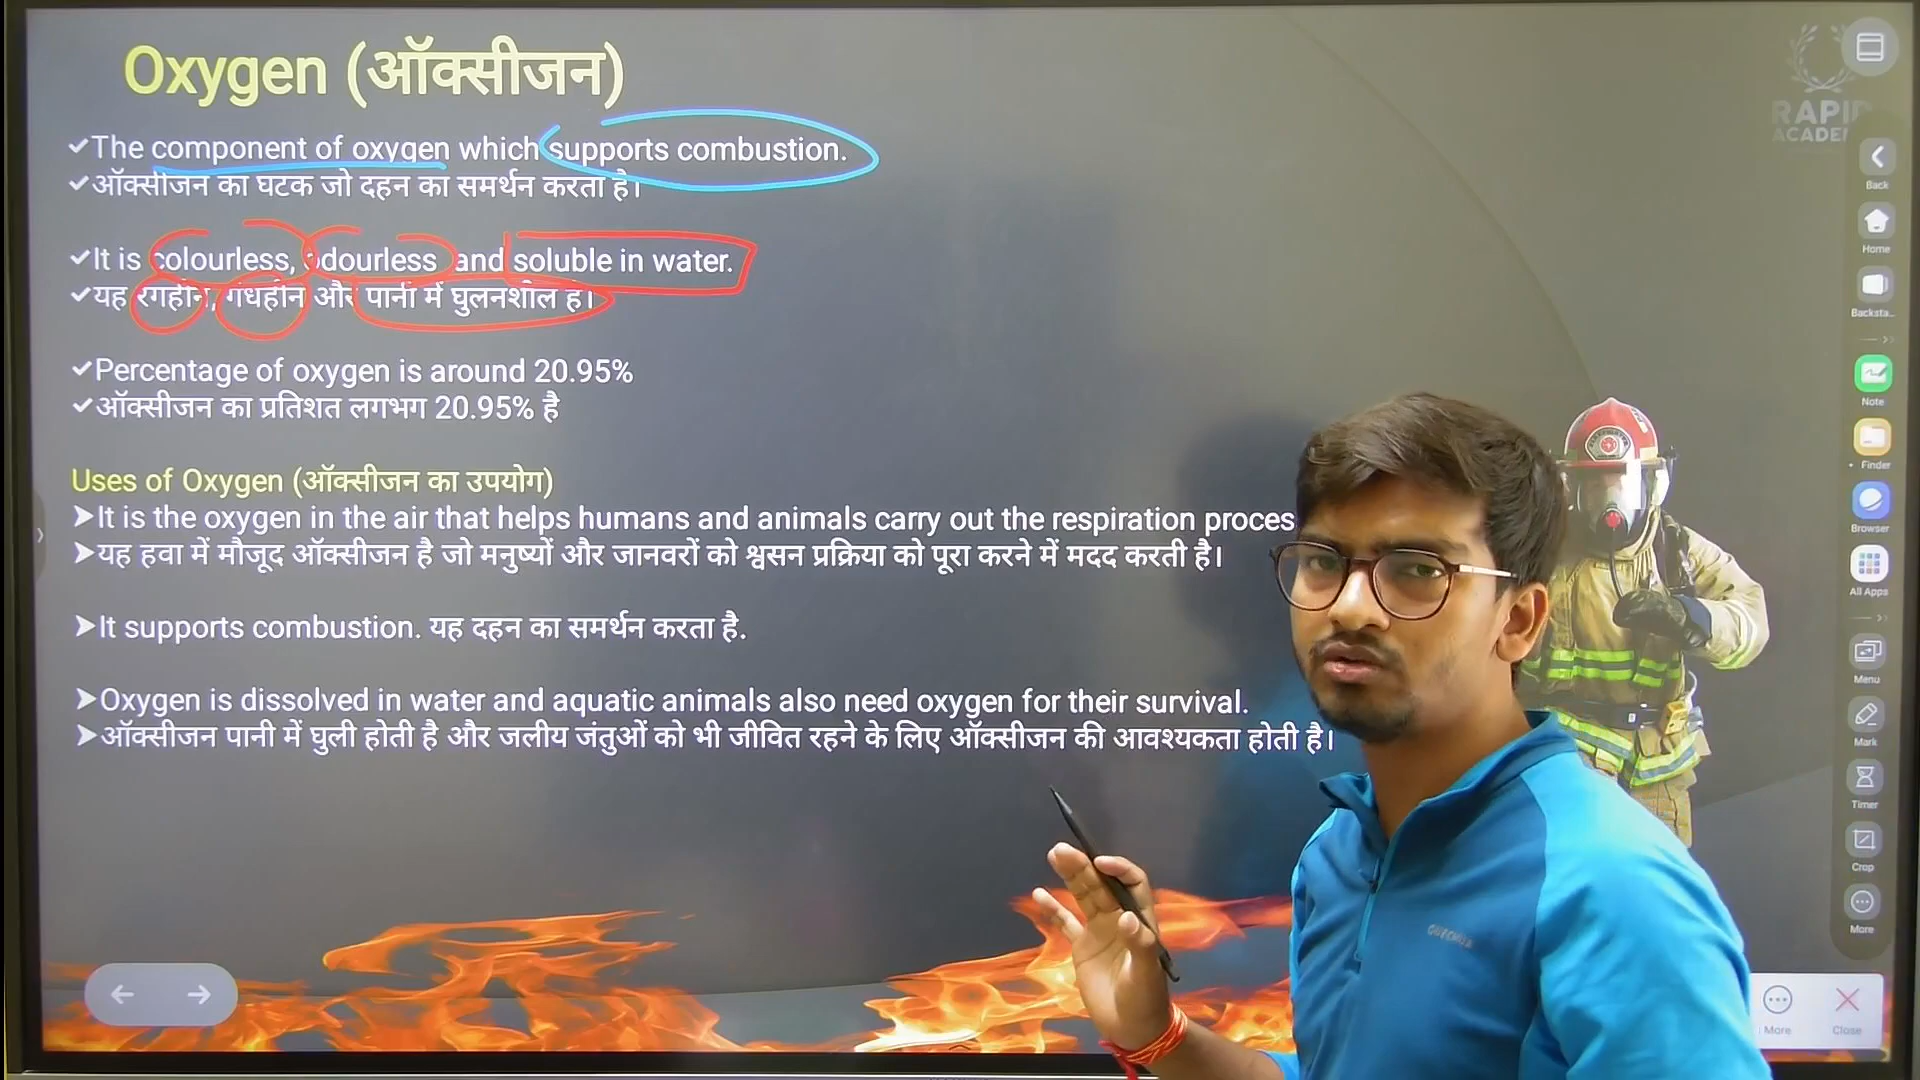 Oxygen (ऑक्सीजन)
✓The component of oxygen which supports combustion.
✓ऑक्सीजन का घटक जो दहन का समर्थन करता है।
✓It is colourless, odourless and soluble in water.
✓यह रंगहीन, गंधहीन और पानी में घुलनशील है।
✓Percentage of oxygen is around 20.95%
✓ऑक्सीजन का प्रतिशत लगभग 20.95% है
Uses of Oxygen (ऑक्सीजन का उपयोग)
➤It is the oxygen in the air that helps humans and animals carry out the respiration proces
➤यह हवा में मौजूद ऑक्सीजन है जो मनुष्यों और जानवरों को श्वसन प्रक्रिया को पूरा करने में मदद करती है।
➤It supports combustion. यह दहन का समर्थन करता है.
➤Oxygen is dissolved in water and aquatic animals also need oxygen for their survival.
➤ऑक्सीजन पानी में घुली होती है और जलीय जंतुओं को भी जीवित रहने के लिए ऑक्सीजन की आवश्यकता होती है।
RAPI
ACADE
Back
Home
Backsta...
Note
Finder
Browser
All Apps
Menu
Mark
Timer
Crop
More
More
Close
QUECHUA